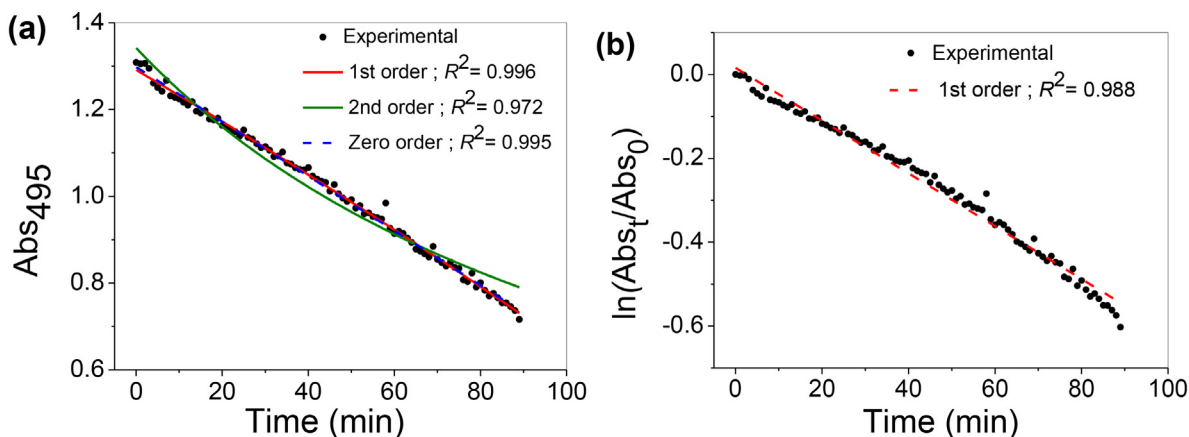 (a)
Experimental
1st order ; R² = 0.996
2nd order ; R² = 0.972
Zero order ; R² = 0.995
1.4
1.2
1.0
0.8
0.6
Abs₄₉₅
0
20
40
60
80
100
Time (min)
(b)
Experimental
1st order ; R² = 0.988
0.0
-0.2
-0.4
-0.6
ln(Absₜ/Abs₀)
0
20
40
60
80
100
Time (min)